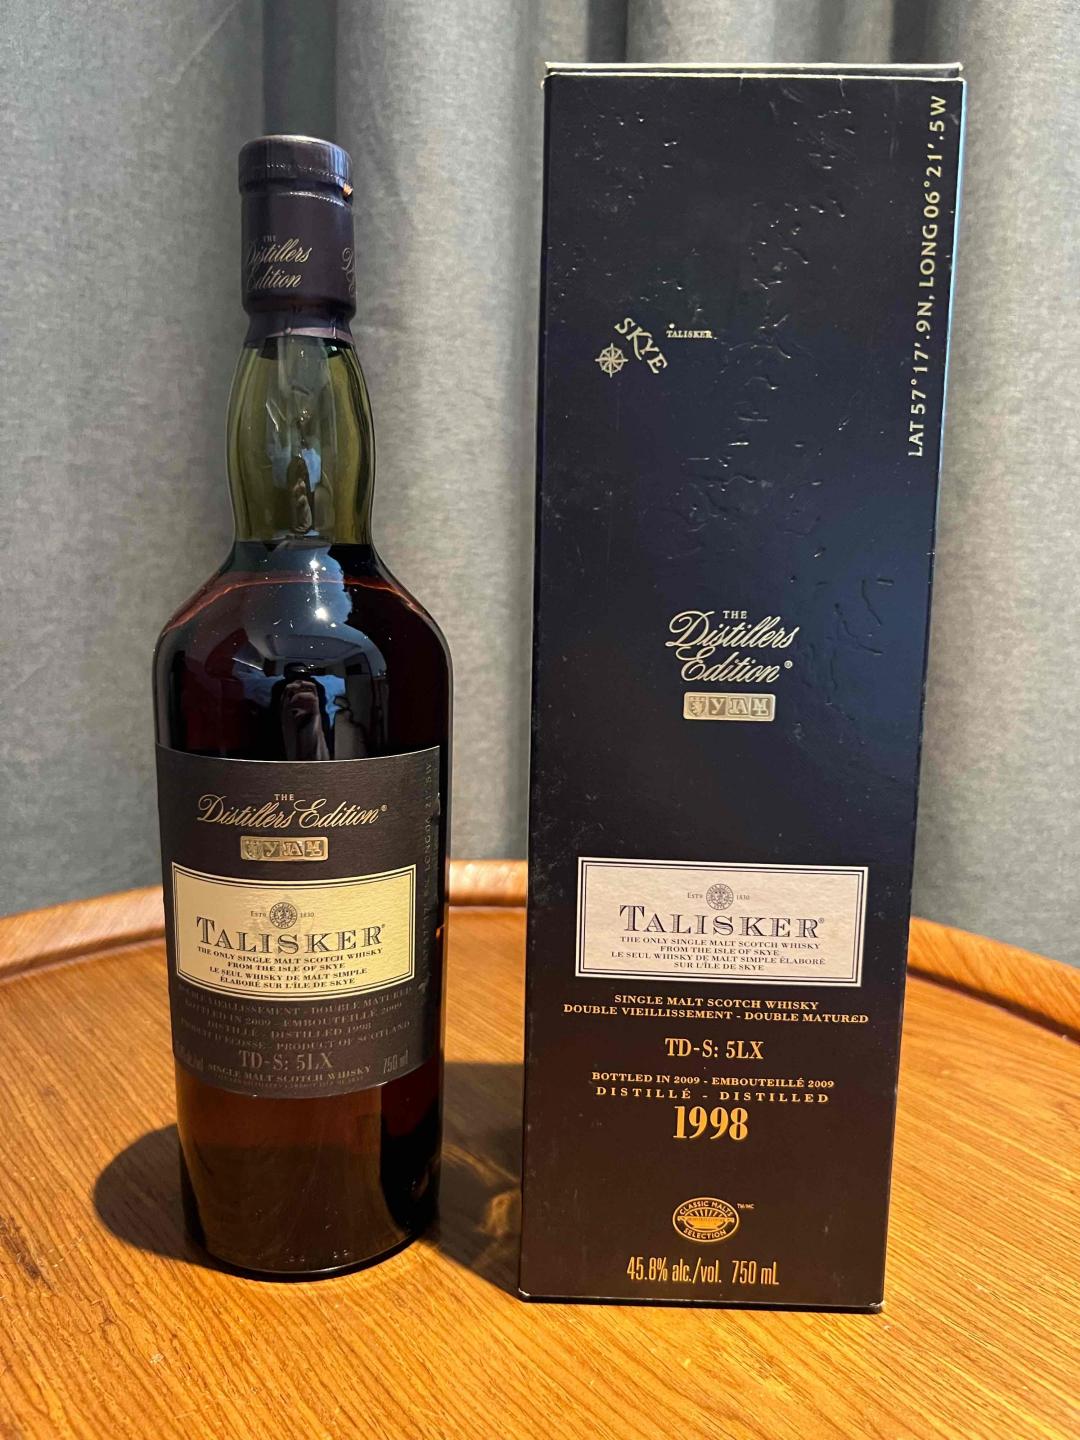 THE
Distillers
Edition
THE
Distillers Edition®
ESTD 1830
TALISKER®
THE ONLY SINGLE MALT SCOTCH WHISKY
FROM THE ISLE OF SKYE
LE SEUL WHISKY DE MALT SIMPLE
ÉLABORÉ SUR L'ÎLE DE SKYE
DOUBLE VIEILLISSEMENT - DOUBLE MATURED
BOTTLED IN 2009 - EMBOUTEILLÉ 2009
DISTILLÉ - DISTILLED 1998
PRODUIT D'ECOSSE - PRODUCT OF SCOTLAND
TD-S: 5LX
750 ml
SINGLE MALT SCOTCH WHISKY
LAT 57°17'.9N, LONG 06°21'.5W
SKYE
TALISKER
THE
Distillers
Edition®
ESTD 1830
TALISKER®
THE ONLY SINGLE MALT SCOTCH WHISKY
FROM THE ISLE OF SKYE
LE SEUL WHISKY DE MALT SIMPLE ÉLABORÉ
SUR L'ÎLE DE SKYE
SINGLE MALT SCOTCH WHISKY
DOUBLE VIEILLISSEMENT - DOUBLE MATURED
TD-S: 5LX
BOTTLED IN 2009 - EMBOUTEILLÉ 2009
DISTILLÉ - DISTILLED
1998
CLASSIC MALTS
SELECTION
TM/MC
45.8% alc./vol. 750 mL